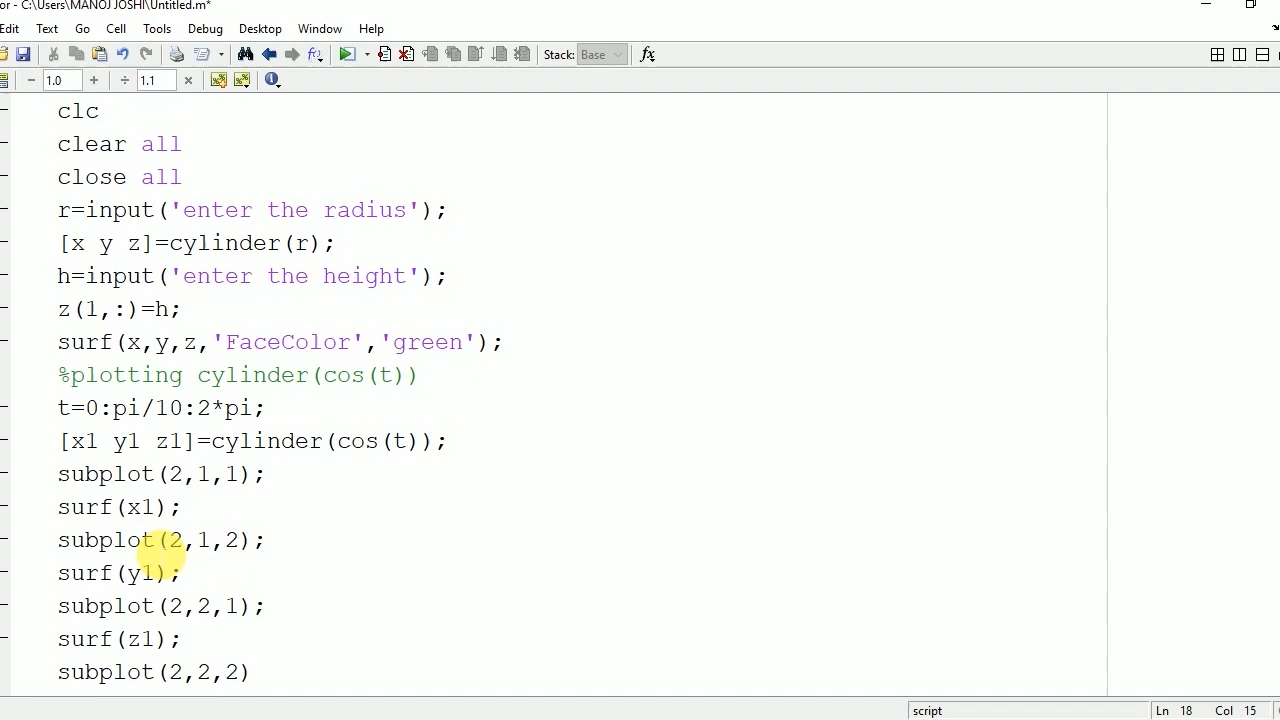 or - C:\Users\MANOJ JOSHI\Untitled.m*
Edit Text Go Cell Tools Debug Desktop Window Help
Stack: Base fx
1.0 1.1
clc
clear all
close all
r=input('enter the radius');
[x y z]=cylinder(r);
h=input('enter the height');
z(1,:)=h;
surf(x,y,z,'FaceColor','green');
%plotting cylinder(cos(t))
t=0:pi/10:2*pi;
[x1 y1 z1]=cylinder(cos(t));
subplot(2,1,1);
surf(x1);
subplot(2,1,2);
surf(y1);
subplot(2,2,1);
surf(z1);
subplot(2,2,2)
script Ln 18 Col 15